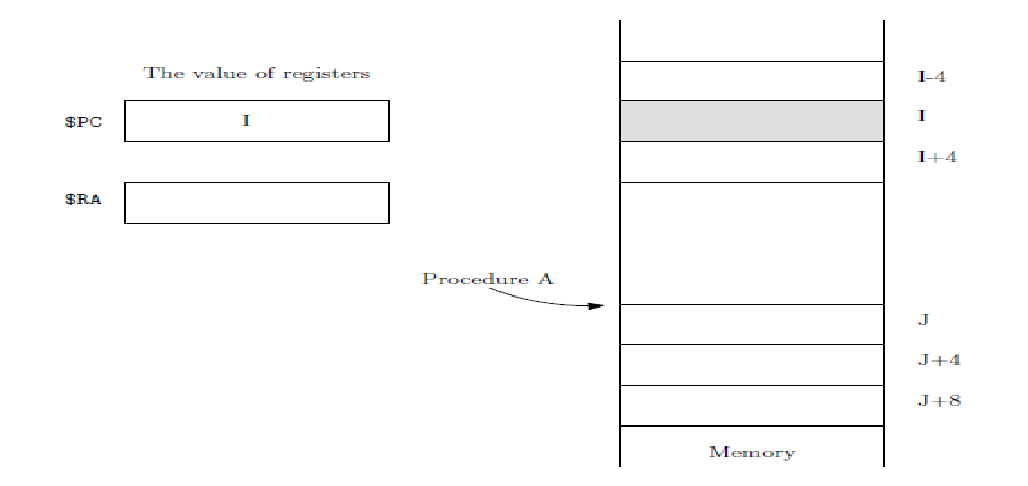 The value of registers
$PC
I
$RA
Procedure A
I-4
I
I+4
J
J+4
J+8
Memory